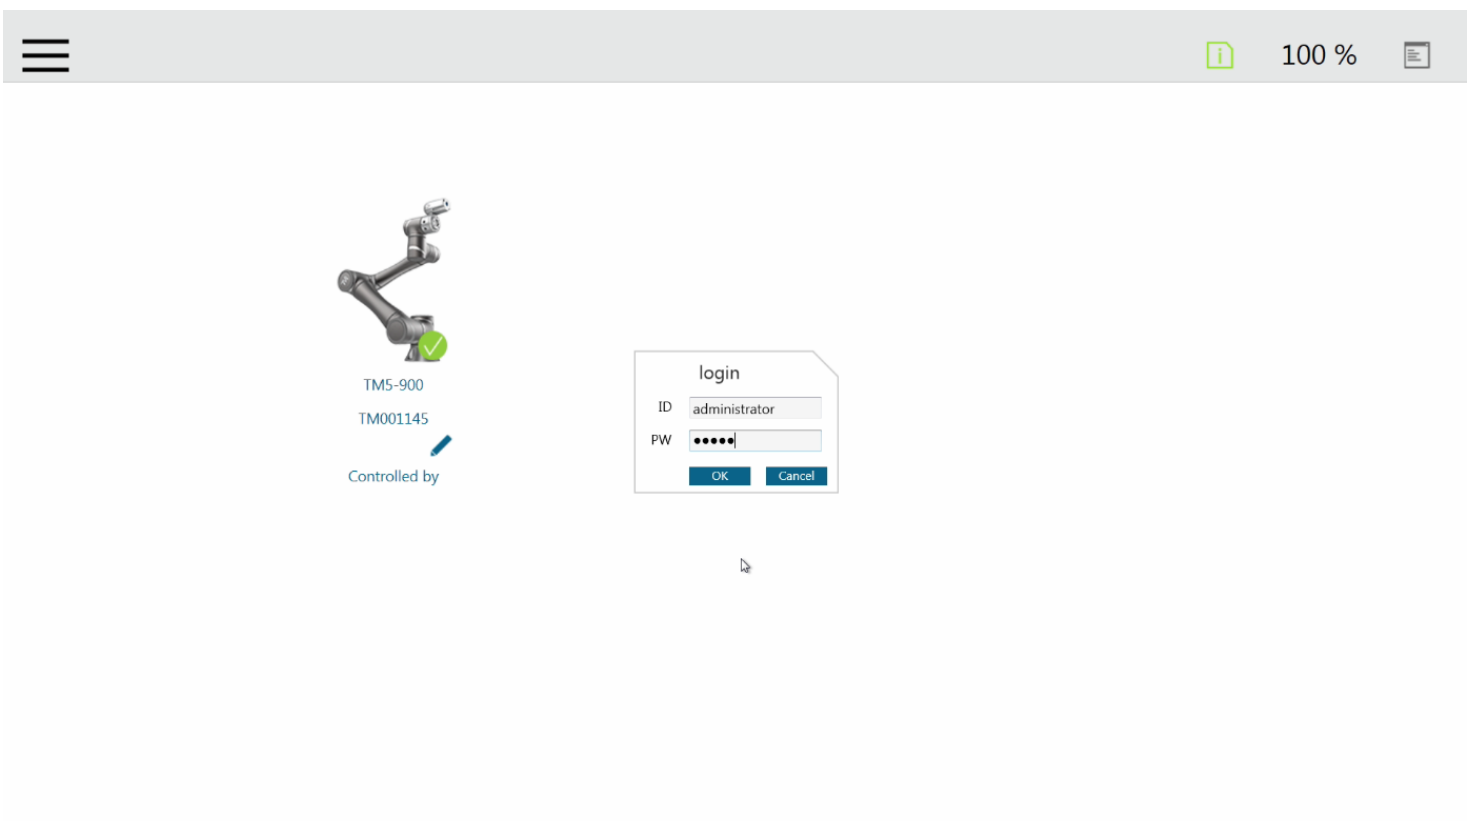 100 %
TM5-900
TM001145
Controlled by
login
ID administrator
PW •••••
OK Cancel